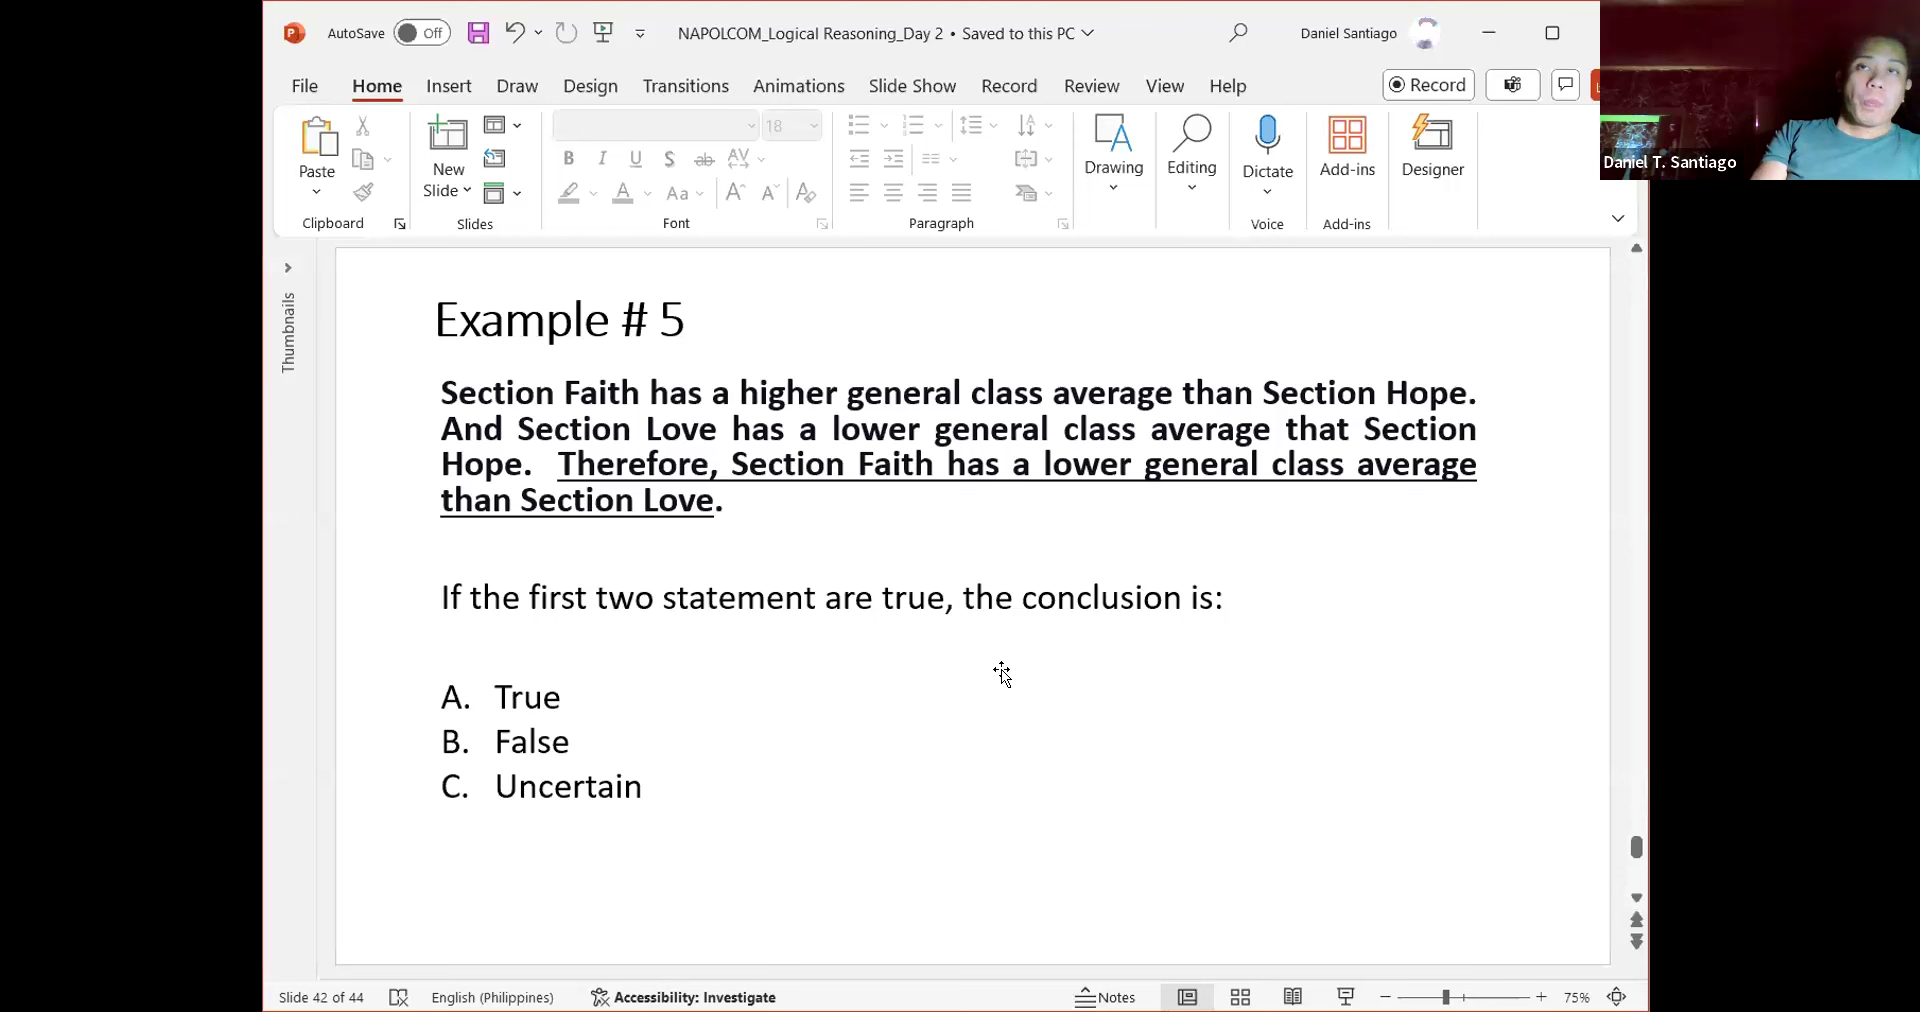 AutoSave Off NAPOLCOM_Logical Reasoning_Day 2 • Saved to this PC Daniel Santiago
File Home Insert Draw Design Transitions Animations Slide Show Record Review View Help Record
Paste New Slide 18 Drawing Editing Dictate Add-ins Designer
B I U S ab AV
A Aa A A A
Clipboard Slides Font Paragraph Voice Add-ins
Daniel T. Santiago
Thumbnails
Example # 5
Section Faith has a higher general class average than Section Hope.
And Section Love has a lower general class average that Section
Hope. Therefore, Section Faith has a lower general class average
than Section Love.
If the first two statement are true, the conclusion is:
A. True
B. False
C. Uncertain
Slide 42 of 44 English (Philippines) Accessibility: Investigate Notes 75%